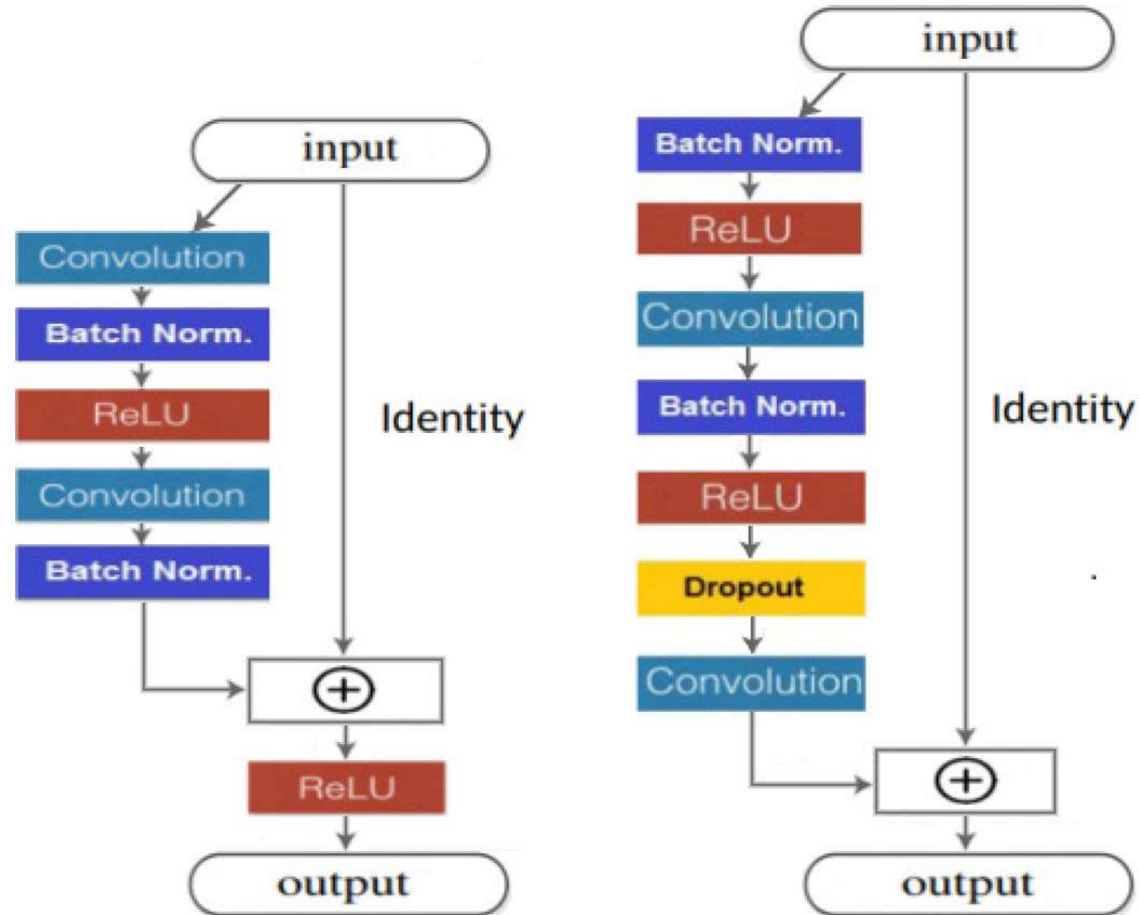 input
Convolution
Batch Norm.
ReLU
Convolution
Batch Norm.
Identity
+
ReLU
output
input
Batch Norm.
ReLU
Convolution
Batch Norm.
ReLU
Dropout
Convolution
Identity
+
output
.